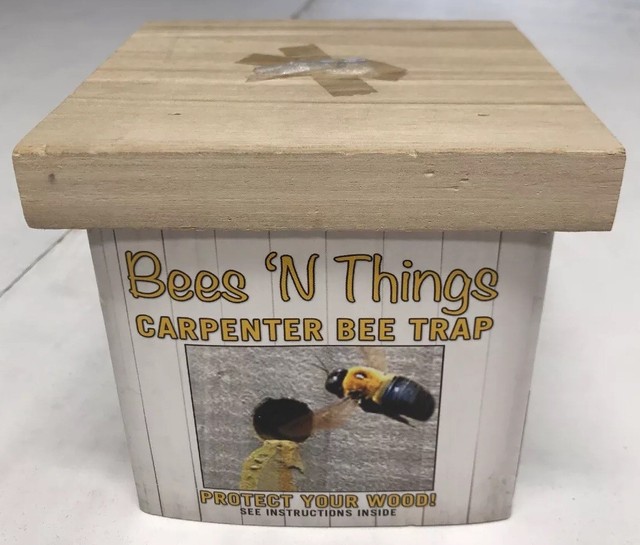 Bees 'N Things
CARPENTER BEE TRAP
PROTECT YOUR WOOD!
SEE INSTRUCTIONS INSIDE